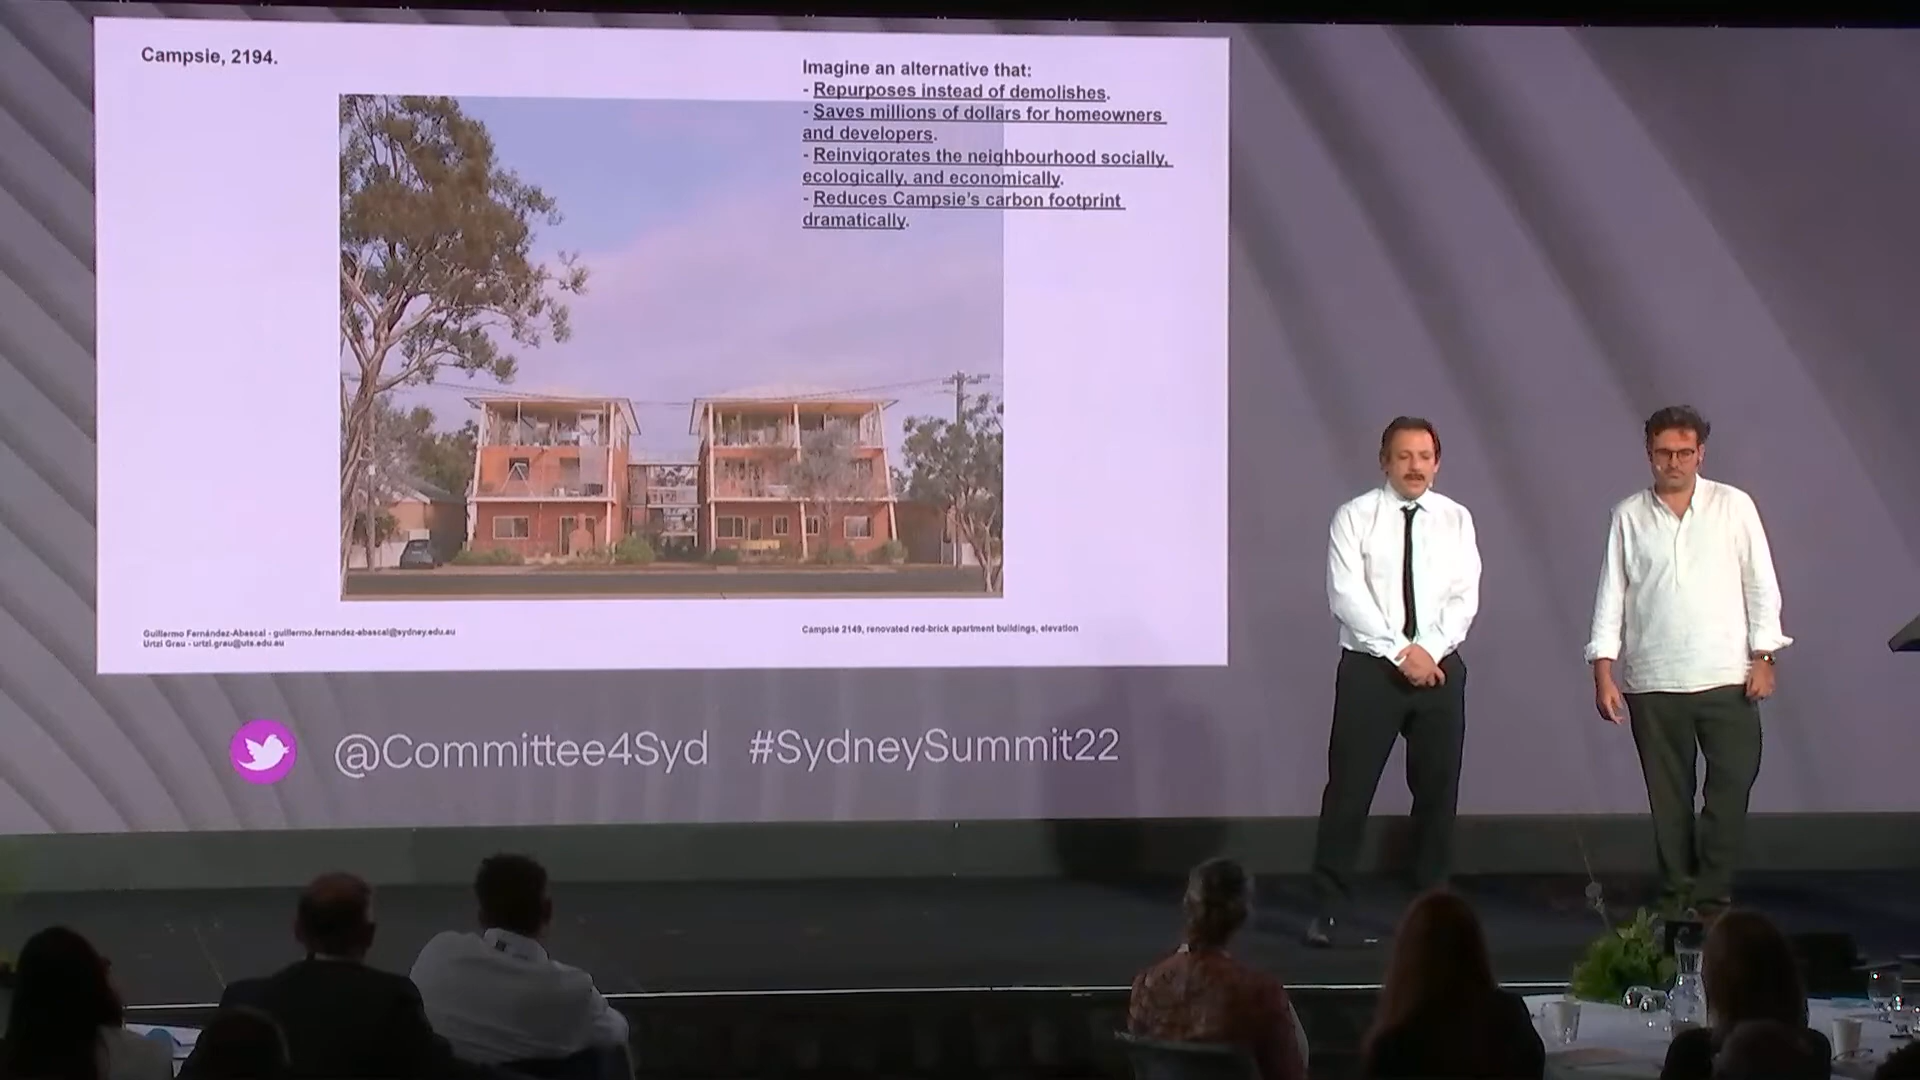 Campsie, 2194.
Imagine an alternative that:
- Repurposes instead of demolishes.
- Saves millions of dollars for homeowners
and developers.
- Reinvigorates the neighbourhood socially,
ecologically, and economically.
- Reduces Campsie's carbon footprint
dramatically.
Guillermo Fernández-Abascal - guillermo.fernandez-abascal@sydney.edu.au
Urtzi Grau - urtzi.grau@uts.edu.au
Campsie 2149, renovated red-brick apartment buildings, elevation
@Committee4Syd #SydneySummit22